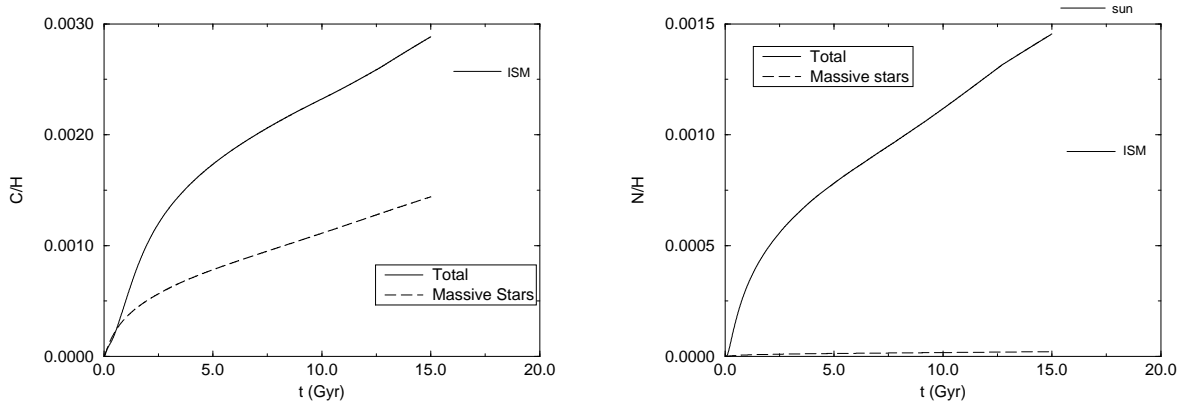 0.0030
0.0020
0.0010
0.0000
C/H
0.0 5.0 10.0 15.0 20.0
t (Gyr)
ISM
Total
Massive Stars
sun
0.0015
0.0010
0.0005
0.0000
N/H
0.0 5.0 10.0 15.0 20.0
t (Gyr)
Total
Massive stars
ISM